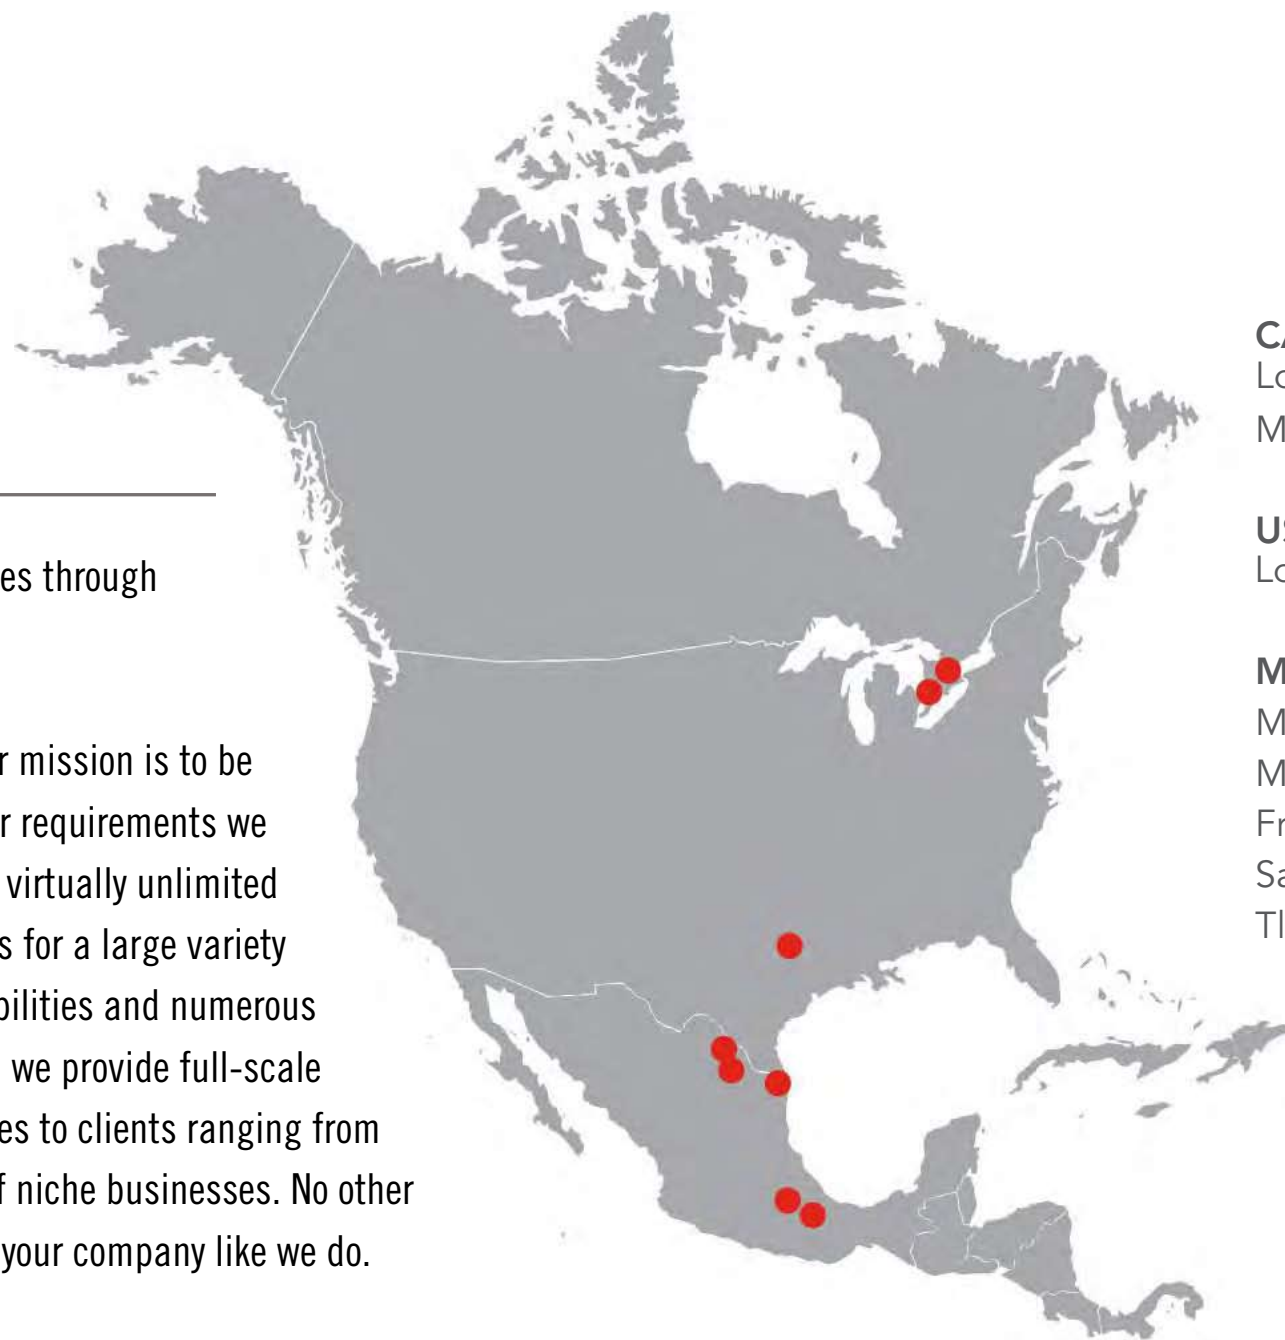 es through
r mission is to be
r requirements we
virtually unlimited
s for a large variety
bilities and numerous
we provide full-scale
es to clients ranging from
f niche businesses. No other
your company like we do.
CA
Lo
M
US
Lo
M
M
M
Fr
Sa
Tl